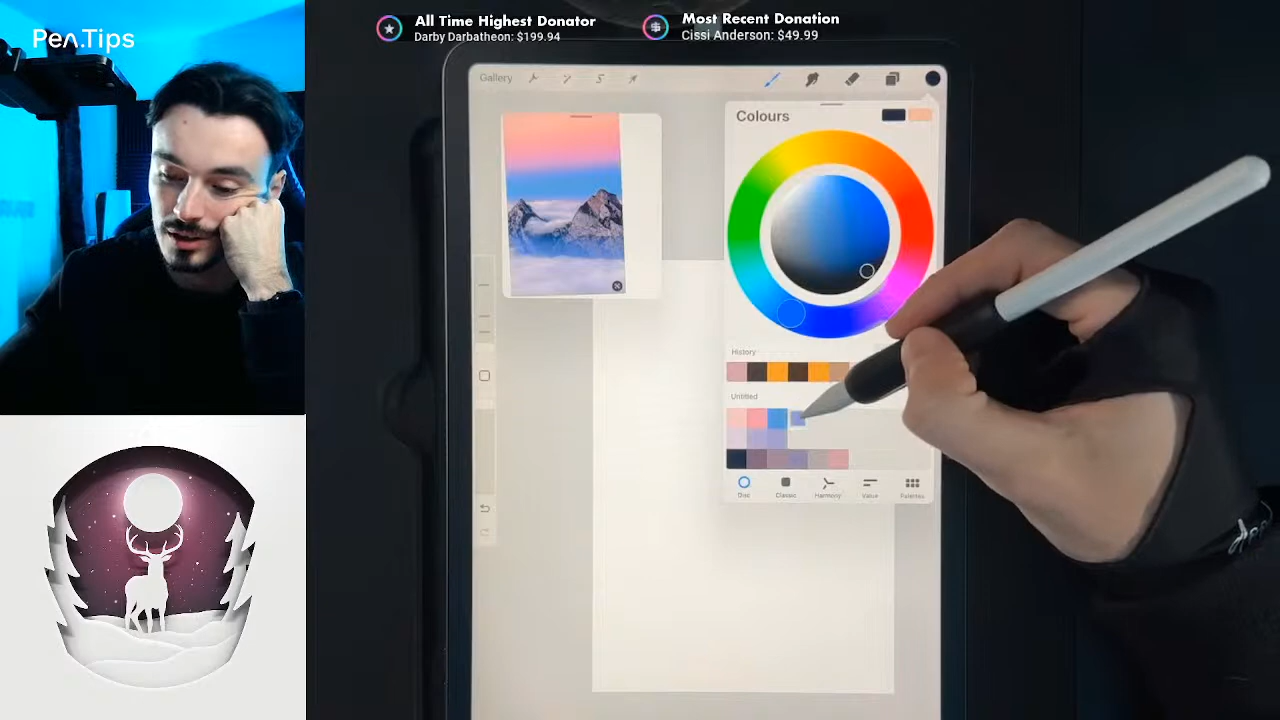 Pen.Tips
All Time Highest Donator
Darby Darbatheon: $199.94
Most Recent Donation
Cissi Anderson: $49.99
Gallery
Colours
History
Untitled
Disc
Classic
Harmony
Value
Palettes